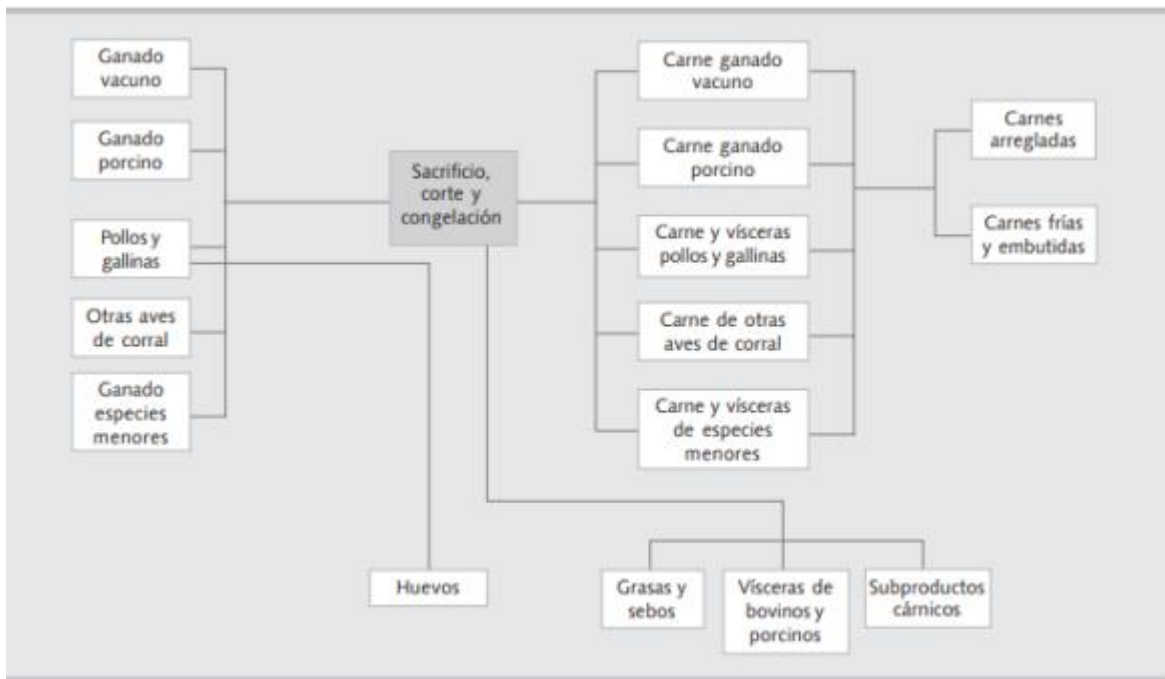 Ganado
vacuno
Ganado
porcino
Pollos y
gallinas
Otras aves
de corral
Ganado
especies
menores
Sacrificio,
corte y
congelación
Carne ganado
vacuno
Carne ganado
porcino
Carne y vísceras
pollos y gallinas
Carne de otras
aves de corral
Carne y vísceras
de especies
menores
Carnes
arregladas
Carnes frías
y embutidas
Huevos
Grasas y
sebos
Vísceras de
bovinos y
porcinos
Subproductos
cárnicos